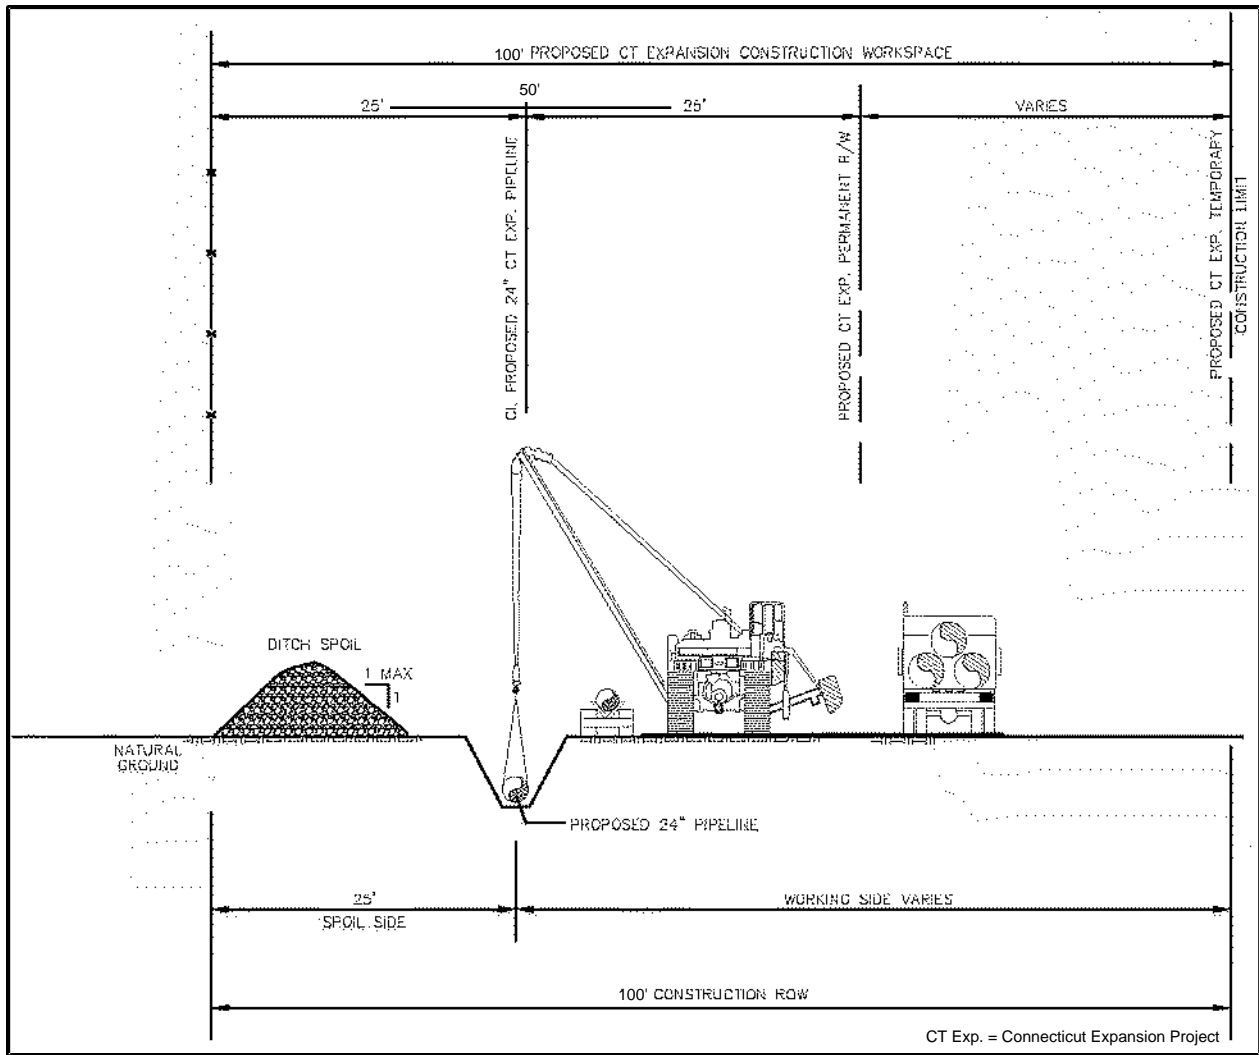 100' PROPOSED CT EXPANSION CONSTRUCTION WORKSPACE
50'
25'
25'
VARIES
CL PROPOSED 24" CT EXP. PIPELINE
PROPOSED CT EXP. PERMANENT R/W
PROPOSED CT EXP. TEMPORARY
CONSTRUCTION LIMIT
DITCH SPOIL
1 MAX
1
NATURAL
GROUND
PROPOSED 24" PIPELINE
25'
SPOIL SIDE
WORKING SIDE VARIES
100' CONSTRUCTION ROW
CT Exp. = Connecticut Expansion Project